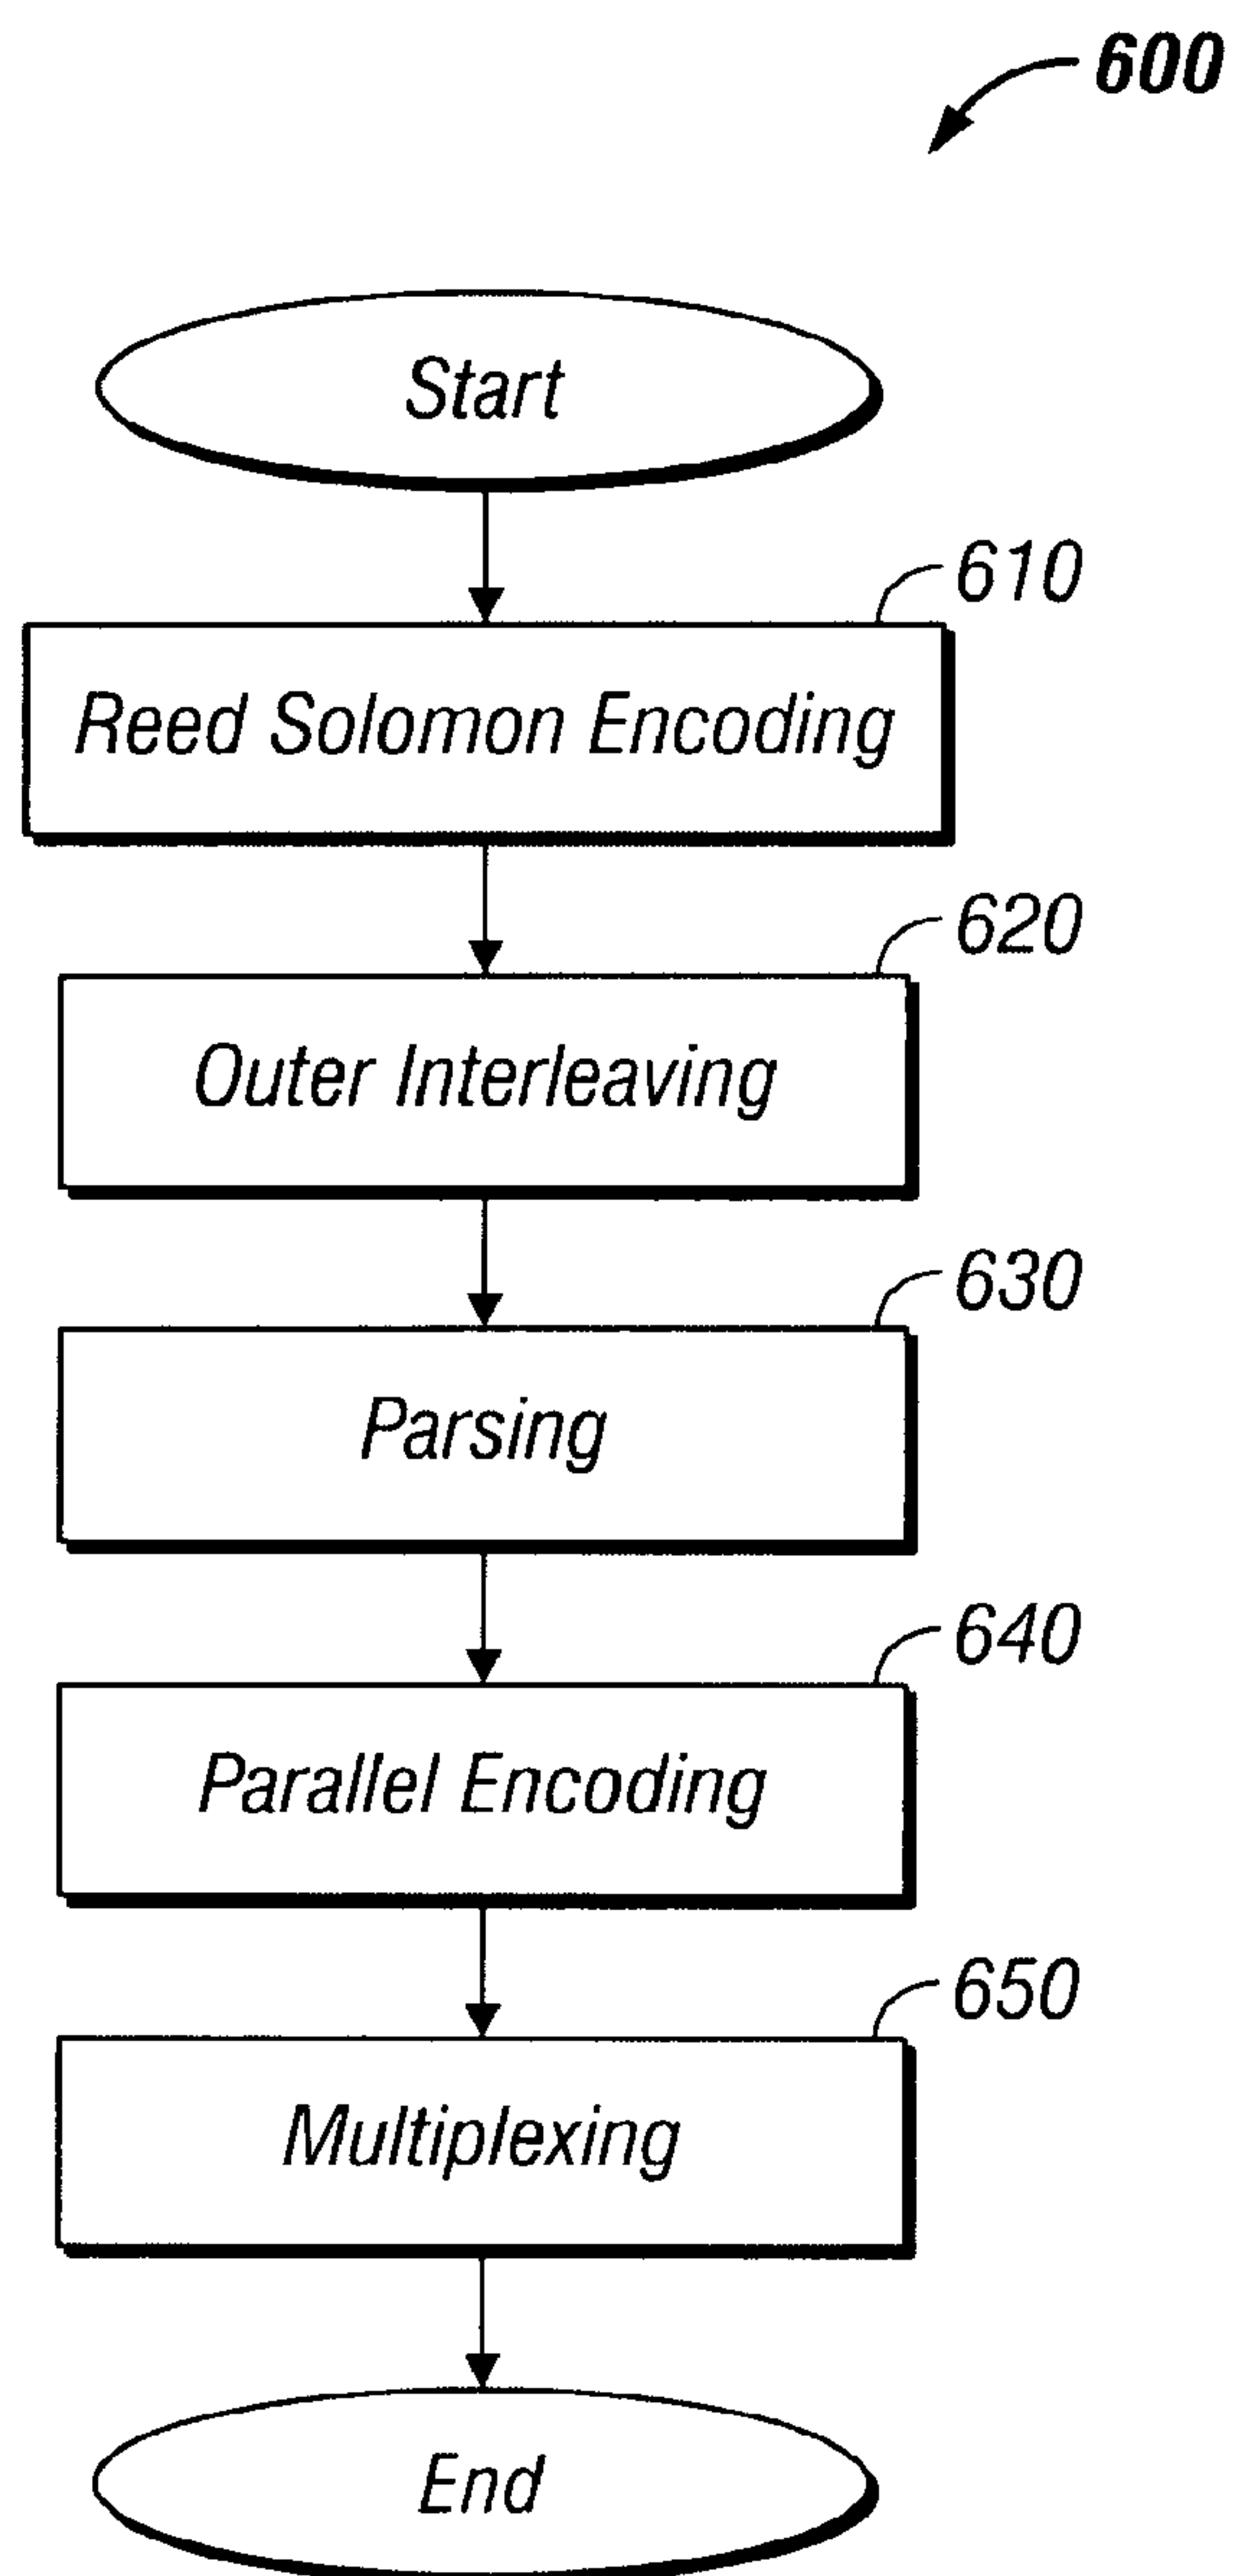 600
Start
610
Reed Solomon Encoding
620
Outer Interleaving
630
Parsing
640
Parallel Encoding
650
Multiplexing
End